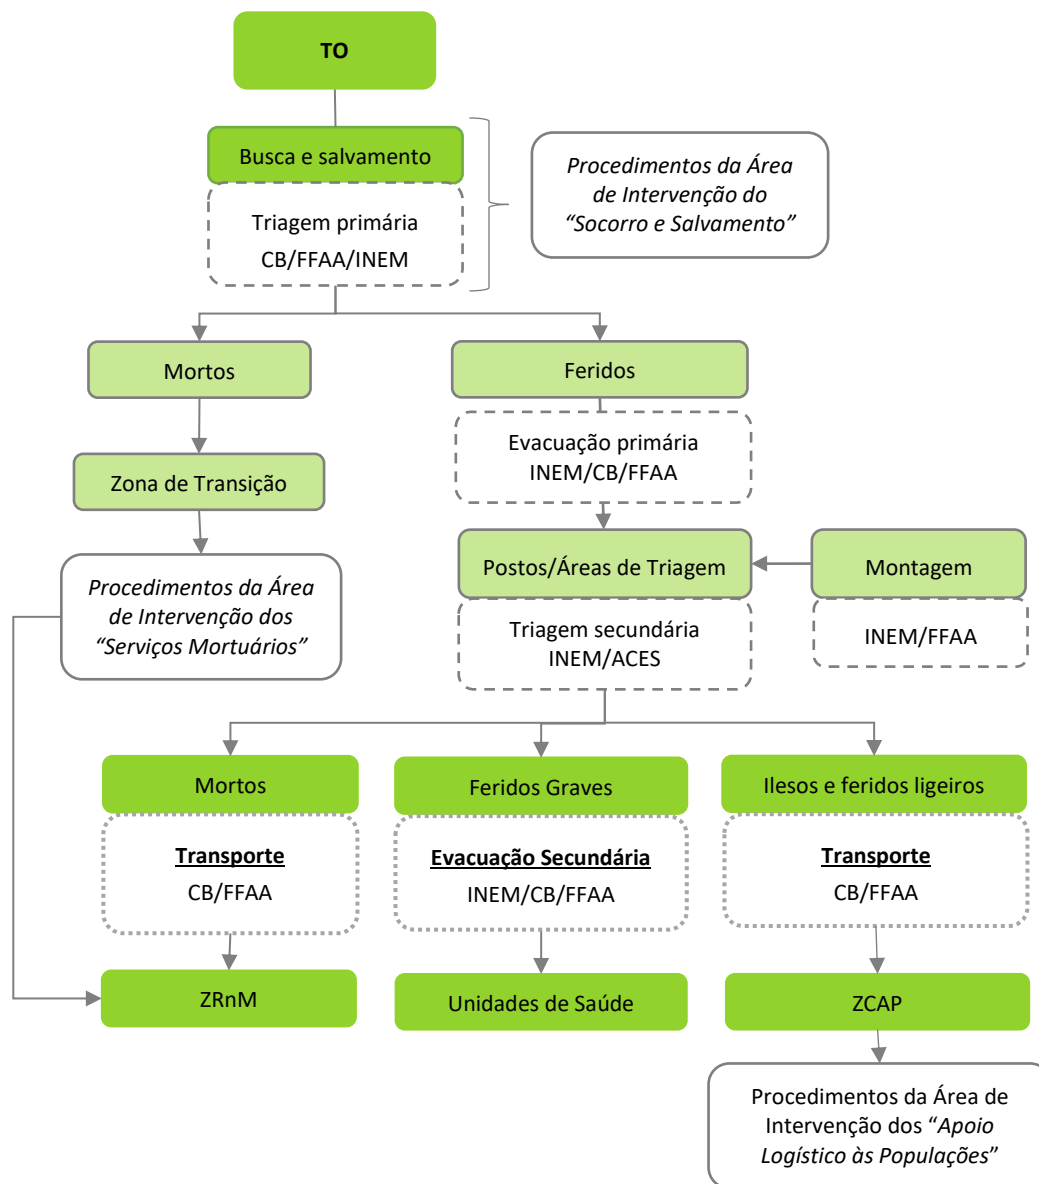 TO
Busca e salvamento
Triagem primária
CB/FFAA/INEM
Procedimentos da Área
de Intervenção do
“Socorro e Salvamento”
Mortos
Feridos
Evacuação primária
INEM/CB/FFAA
Zona de Transição
Procedimentos da Área
de Intervenção dos
“Serviços Mortuários”
Postos/Áreas de Triagem
Triagem secundária
INEM/ACES
Montagem
INEM/FFAA
Mortos
Transporte
CB/FFAA
Feridos Graves
Evacuação Secundária
INEM/CB/FFAA
Ilesos e feridos ligeiros
Transporte
CB/FFAA
ZRnM
Unidades de Saúde
ZCAP
Procedimentos da Área de
Intervenção dos “Apoio
Logístico às Populações”